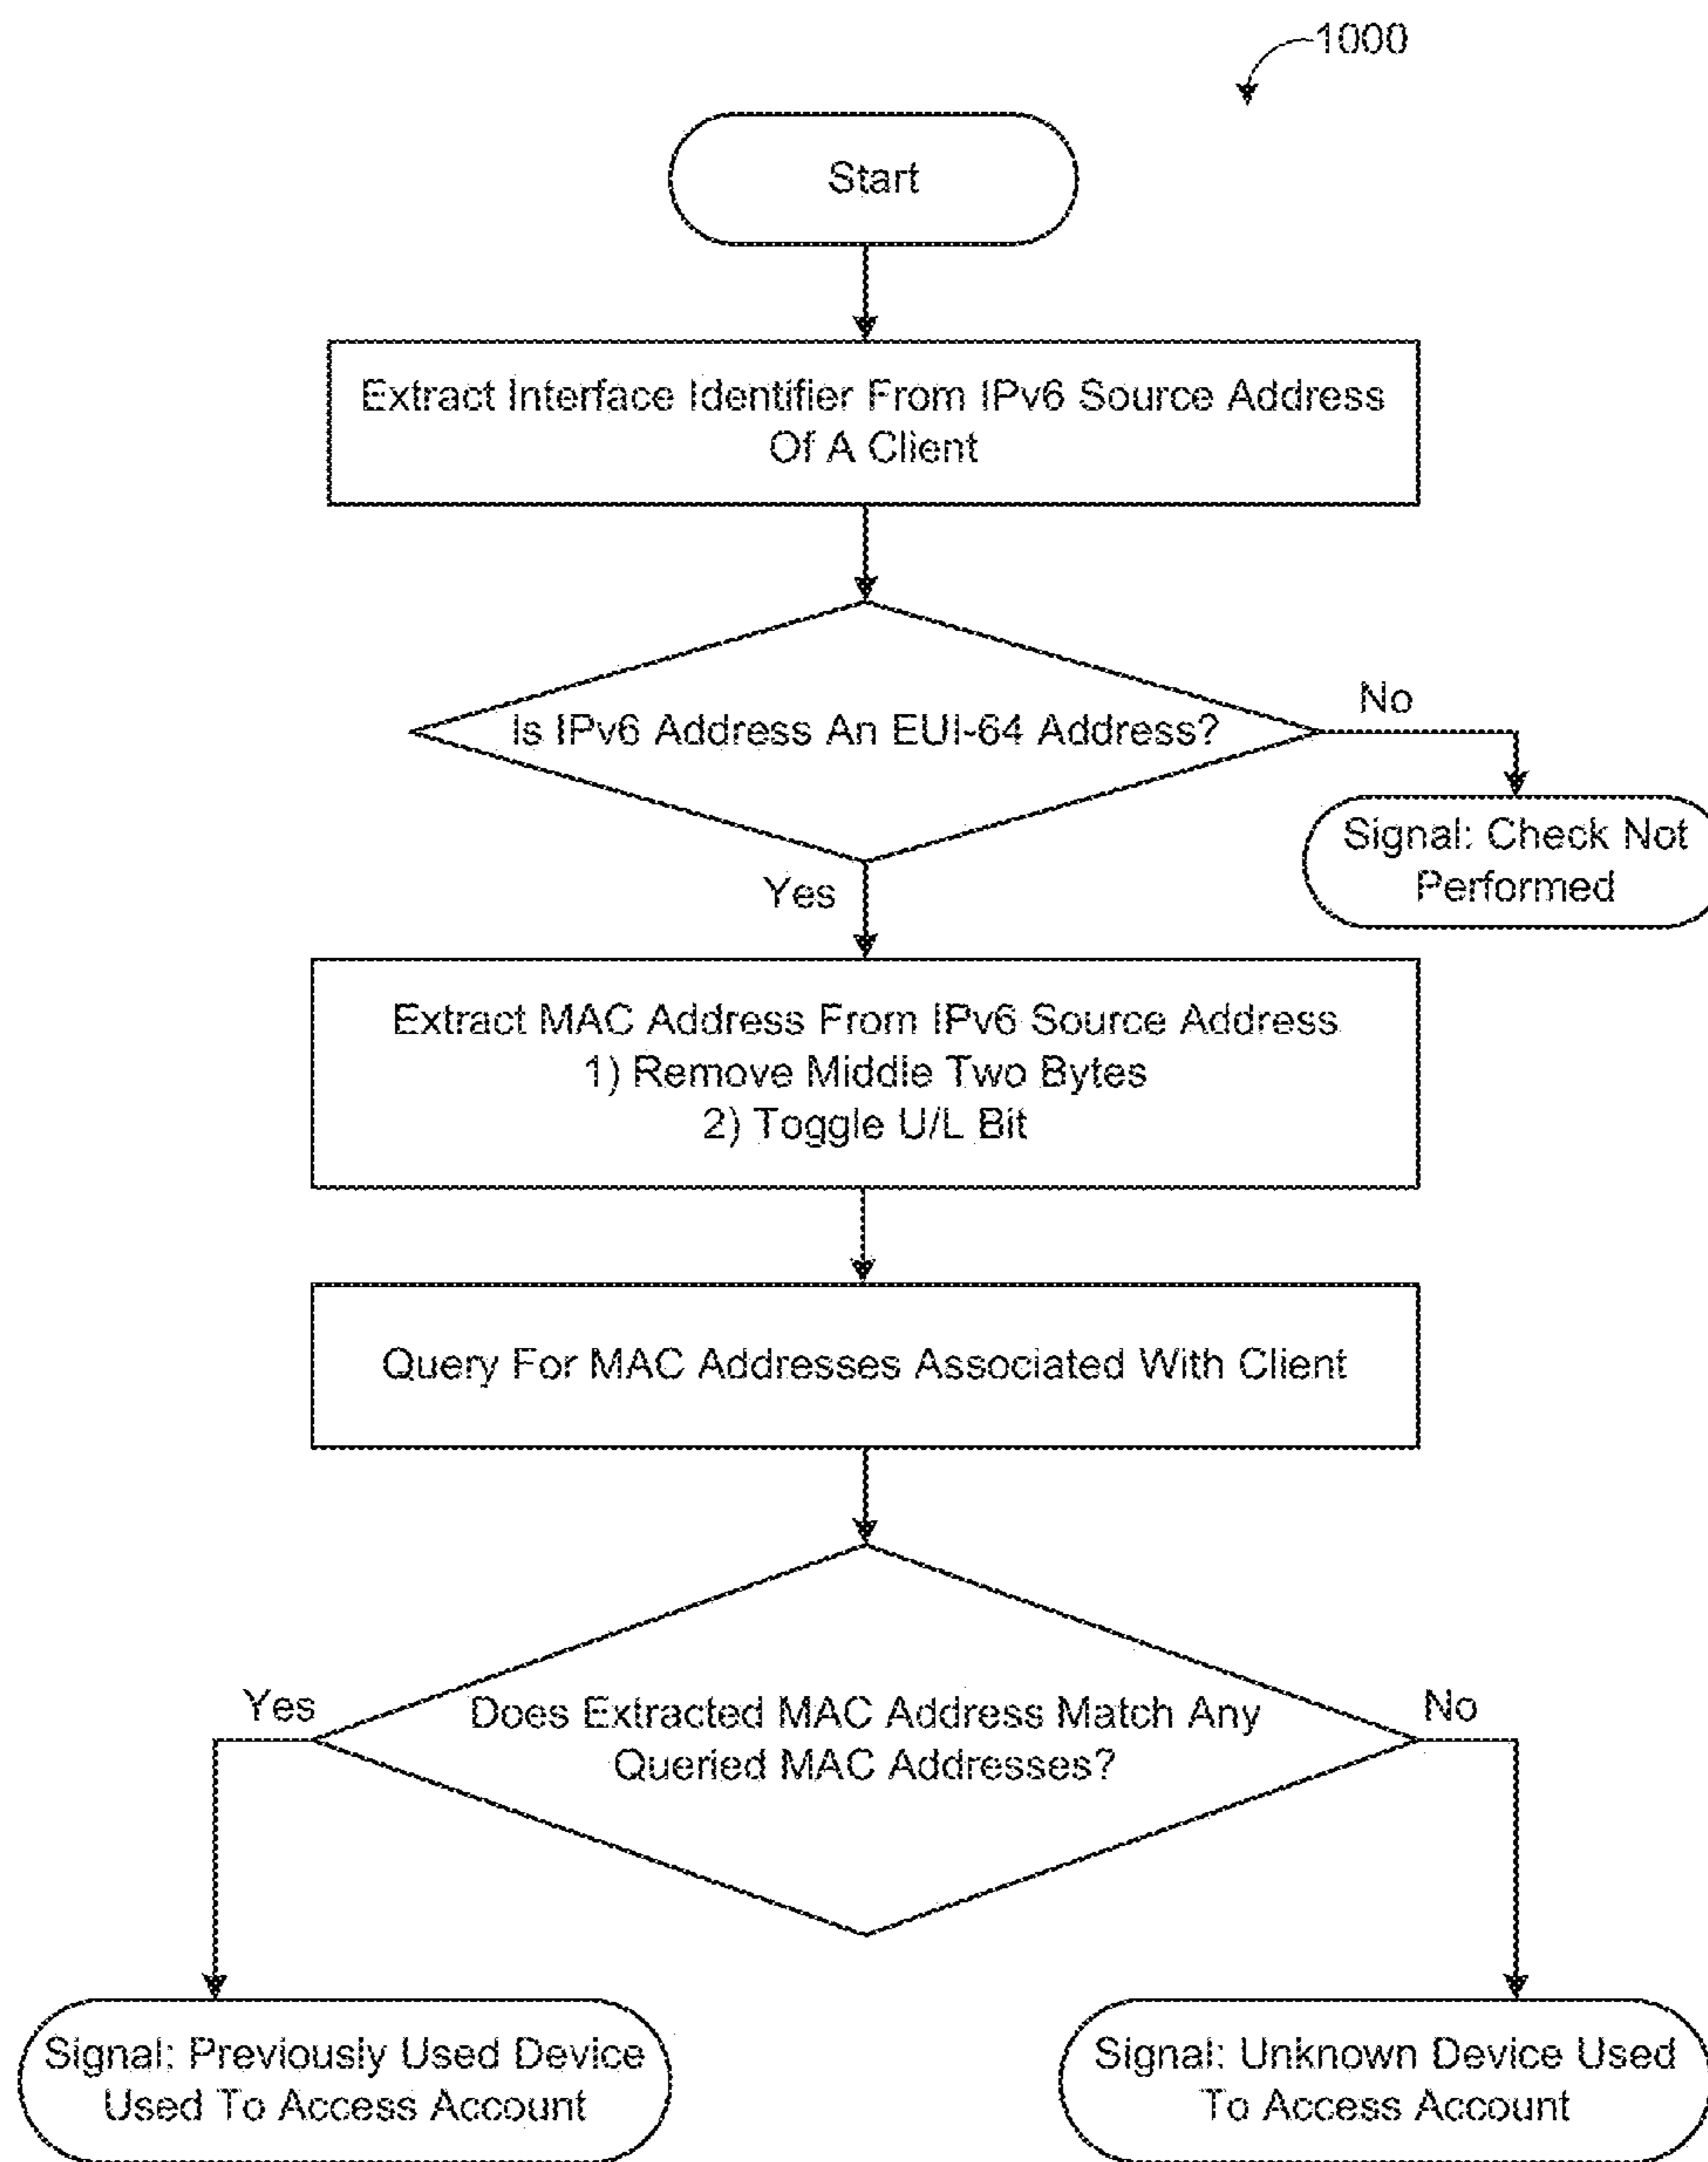 1000
Start
Extract Interface Identifier From IPv6 Source Address
Of A Client
Is IPv6 Address An EUI-64 Address?
No
Signal: Check Not
Performed
Yes
Extract MAC Address From IPv6 Source Address
1) Remove Middle Two Bytes
2) Toggle U/L Bit
Query For MAC Addresses Associated With Client
Yes
Does Extracted MAC Address Match Any
Queried MAC Addresses?
No
Signal: Previously Used Device
Used To Access Account
Signal: Unknown Device Used
To Access Account